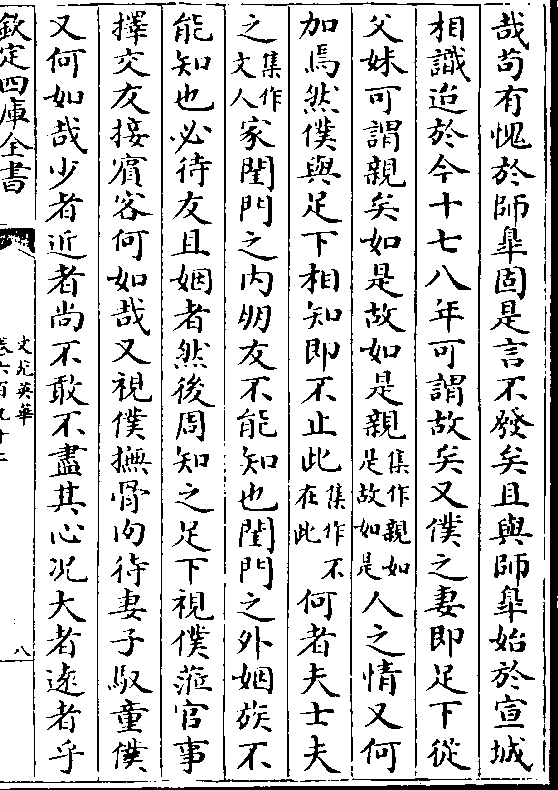 哉苟有愧於師臯固是言不發矣且與師臯始於宣城
相識迨於今十七八年可謂故矣又僕之妻即足下從
父妹可謂親矣如是故如是親集作親如是故如是人之情又何
加焉然僕與足下相知即不止此集作不在此何者夫士夫
之集作文人家閨門之内朋友不能知也閨門之外姻族不
能知也必待友且姻者然後周知之足下視僕蒞官事
擇交友接賓客何如哉又視僕撫骨肉待妻子馭童僕
又何如哉少者近者尚不敢不盡其心况大者逺者乎
欽定四庫全書
文苑英華
卷六百九十二
八